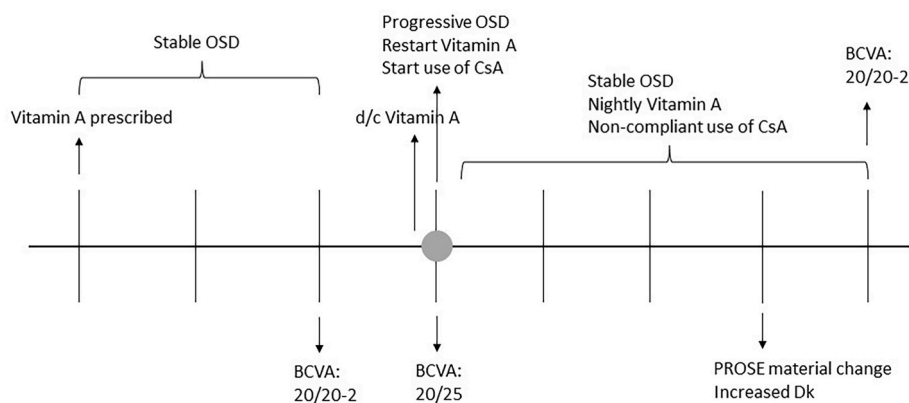 Stable OSD
Vitamin A prescribed
d/c Vitamin A
Progressive OSD
Restart Vitamin A
Start use of CsA
Stable OSD
Nightly Vitamin A
Non-compliant use of CsA
BCVA:
20/20-2
BCVA:
20/20-2
BCVA:
20/25
PROSE material change
Increased Dk